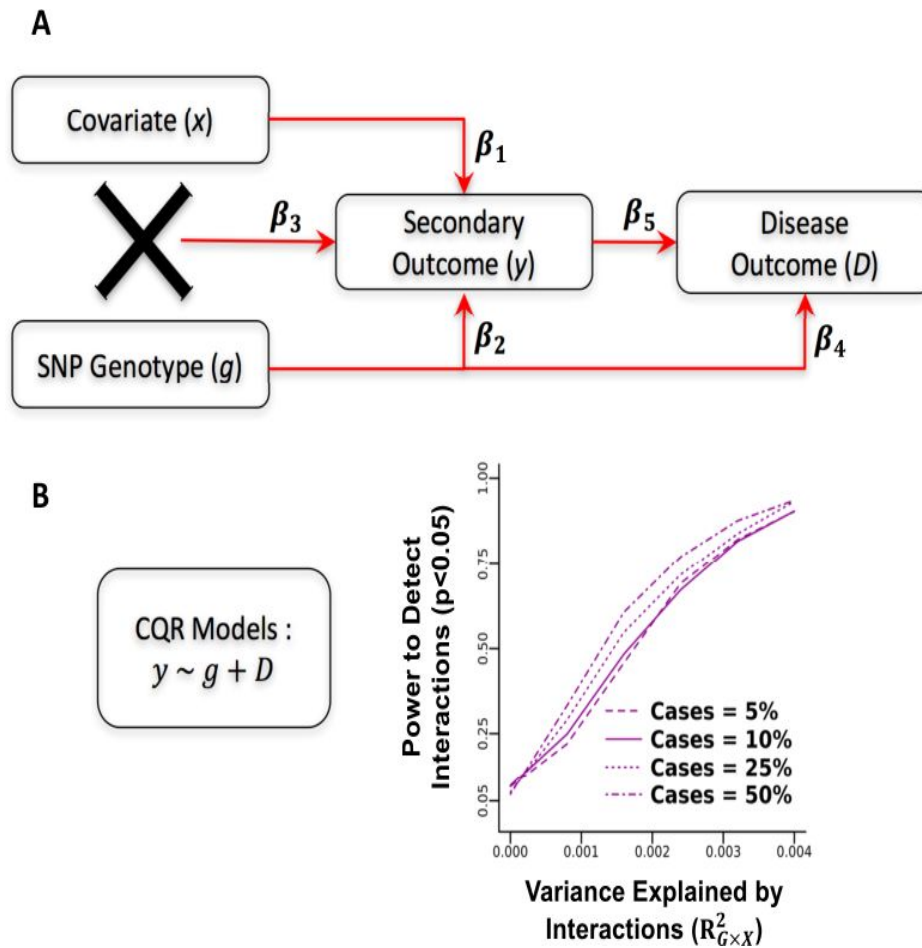 A
Covariate (x)
β₁
β₃
Secondary
Outcome (y)
β₅
Disease
Outcome (D)
SNP Genotype (g)
β₂
β₄
B
CQR Models :
y ~ g + D
Power to Detect
Interactions (p<0.05)
1.00
0.75
0.50
0.25
0.05
Cases = 5%
Cases = 10%
Cases = 25%
Cases = 50%
0.000 0.001 0.002 0.003 0.004
Variance Explained by
Interactions (R²G×X)